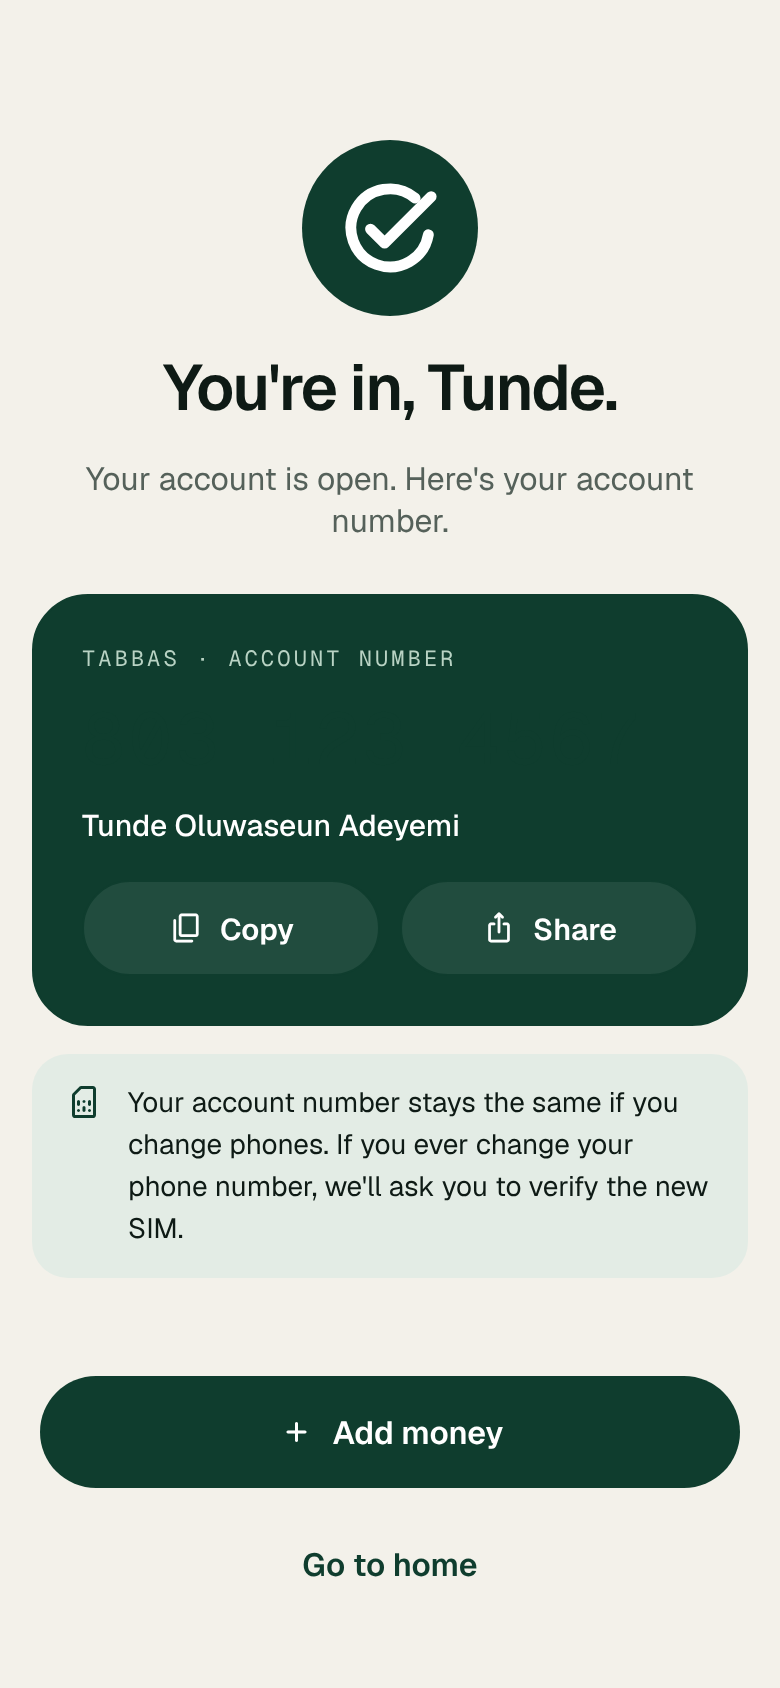 You're in, Tunde.
Your account is open. Here's your account
number.
TABBAS · ACCOUNT NUMBER
Tunde Oluwaseun Adeyemi
Copy
Share
Your account number stays the same if you
change phones. If you ever change your
phone number, we'll ask you to verify the new
SIM.
+ Add money
Go to home